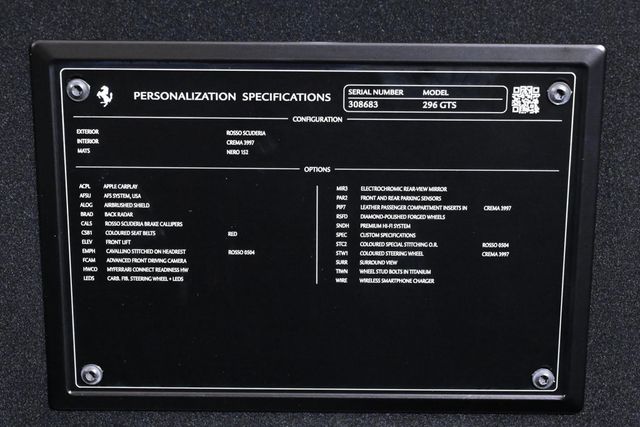 PERSONALIZATION SPECIFICATIONS
SERIAL NUMBER MODEL
308683 296 GTS
CONFIGURATION
EXTERIOR ROSSO SCUDERIA
INTERIOR CREMA 3997
MATS NERO 152
OPTIONS
ACPL APPLE CARPLAY
AFSU AFS SYSTEM, USA
ALOG AIRBRUSHED SHIELD
BRAD BACK RADAR
CALS ROSSO SCUDERIA BRAKE CALLIPERS
CSB1 COLOURED SEAT BELTS RED
ELEV FRONT LIFT
EMPH CAVALLINO STITCHED ON HEADREST ROSSO 0504
FCAM ADVANCED FRONT DRIVING CAMERA
HWCO MYFERRARI CONNECT READINESS HW
LEDS CARB. FIB. STEERING WHEEL + LEDS
MIR3 ELECTROCHROMIC REAR-VIEW MIRROR
PAR2 FRONT AND REAR PARKING SENSORS
PIP7 LEATHER PASSENGER COMPARTMENT INSERTS IN CREMA 3997
RSFD DIAMOND-POLISHED FORGED WHEELS
SNDH PREMIUM HI-FI SYSTEM
SPEC CUSTOM SPECIFICATIONS
STC2 COLOURED SPECIAL STITCHING O.R. ROSSO 0504
STW1 COLOURED STEERING WHEEL CREMA 3997
SURR SURROUND VIEW
TIWN WHEEL STUD BOLTS IN TITANIUM
WIRE WIRELESS SMARTPHONE CHARGER